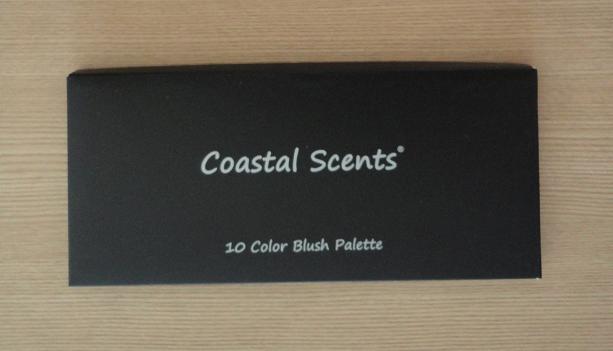 Coastal Scents®
10 Color Blush Palette